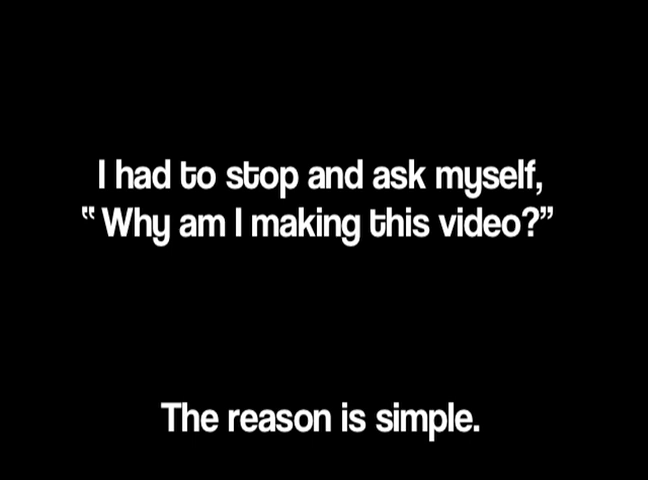 I had to stop and ask myself,
“ Why am I making this video?”
The reason is simple.